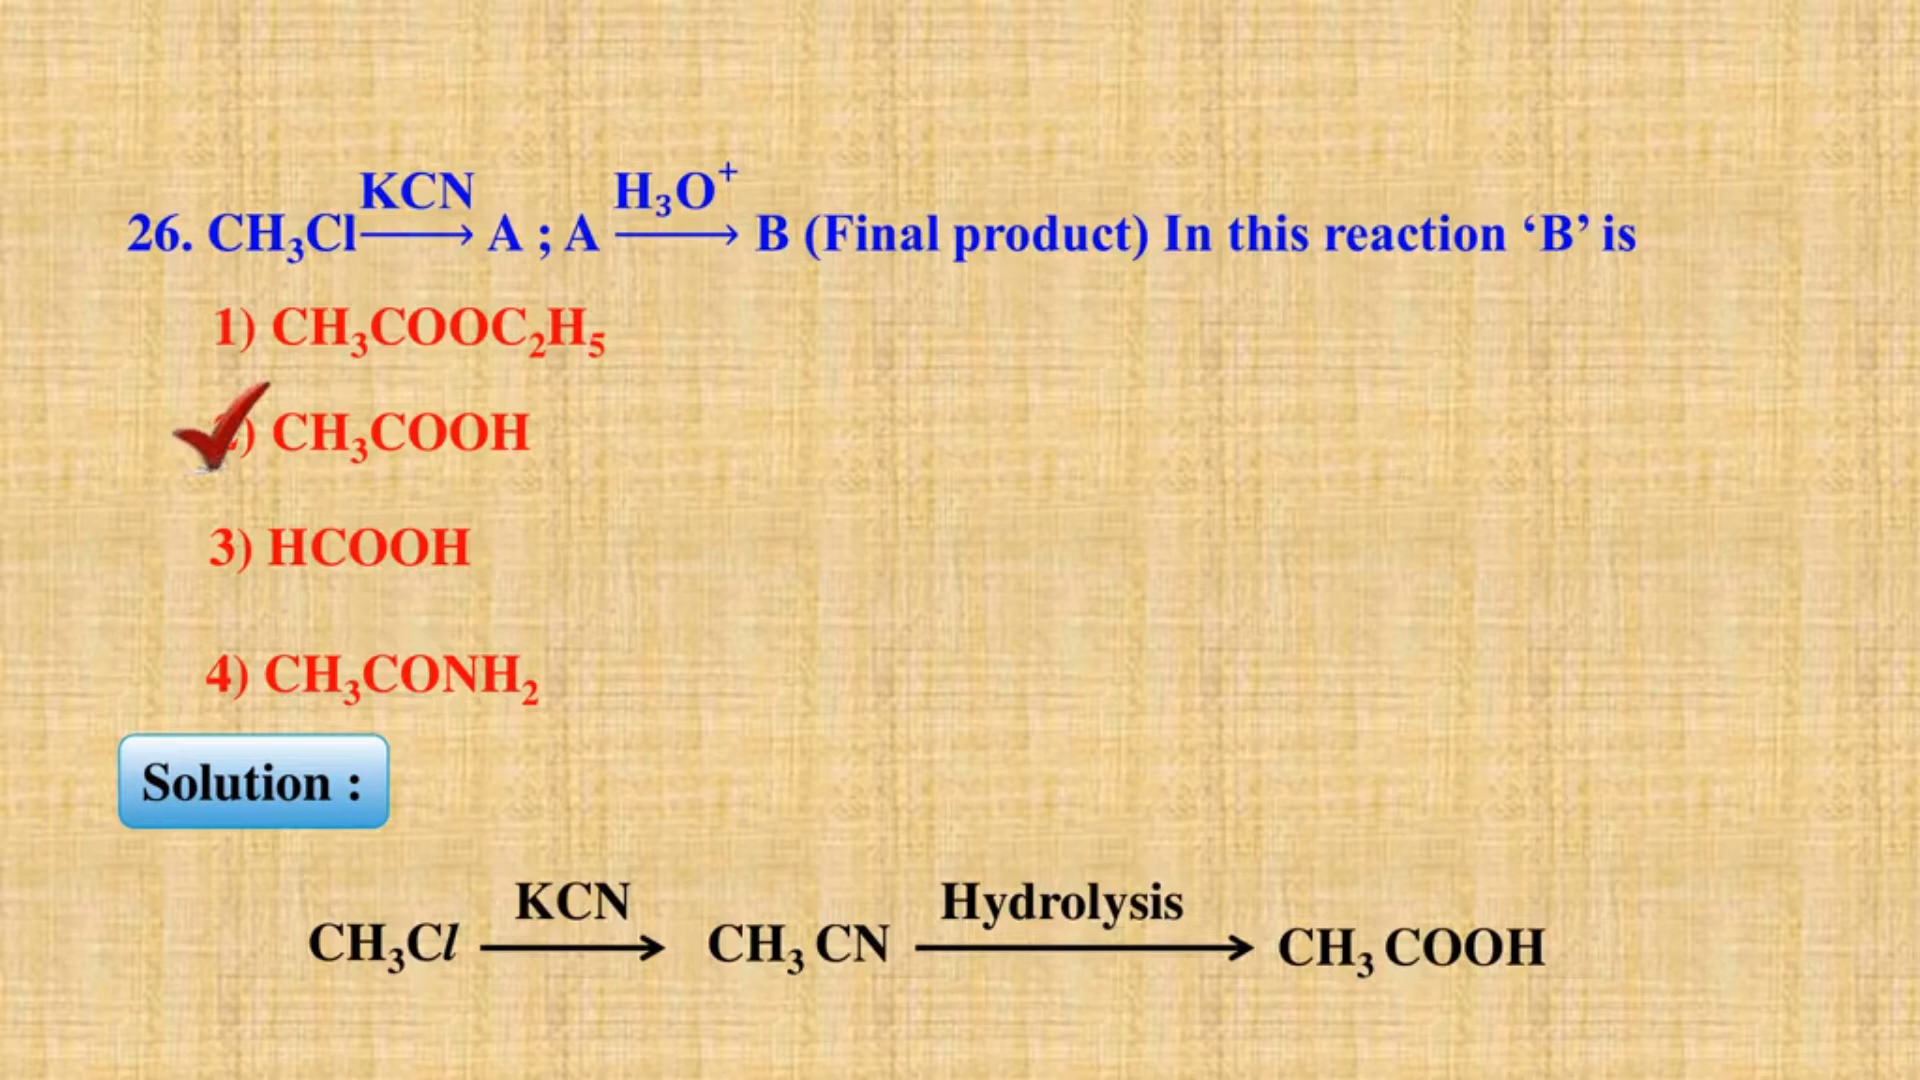 KCN H₃O⁺
26. CH₃Cl⟶ A ; A ⟶ B (Final product) In this reaction ‘B’ is
1) CH₃COOC₂H₅
2) CH₃COOH
3) HCOOH
4) CH₃CONH₂
Solution :
KCN Hydrolysis
CH₃Cl ⟶ CH₃ CN ⟶ CH₃ COOH